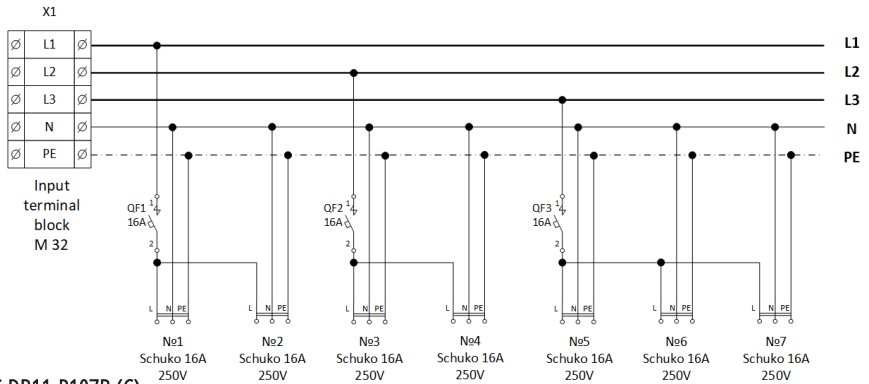 X1
L1
L2
L3
N
PE
L1
L2
L3
N
PE
Input
terminal
block
M 32
QF1
16A
1
2
QF2
16A
1
2
QF3
16A
1
2
L N PE
L N PE
L N PE
L N PE
L N PE
L N PE
L N PE
№1
Schuko 16A
250V
№2
Schuko 16A
250V
№3
Schuko 16A
250V
№4
Schuko 16A
250V
№5
Schuko 16A
250V
№6
Schuko 16A
250V
№7
Schuko 16A
250V